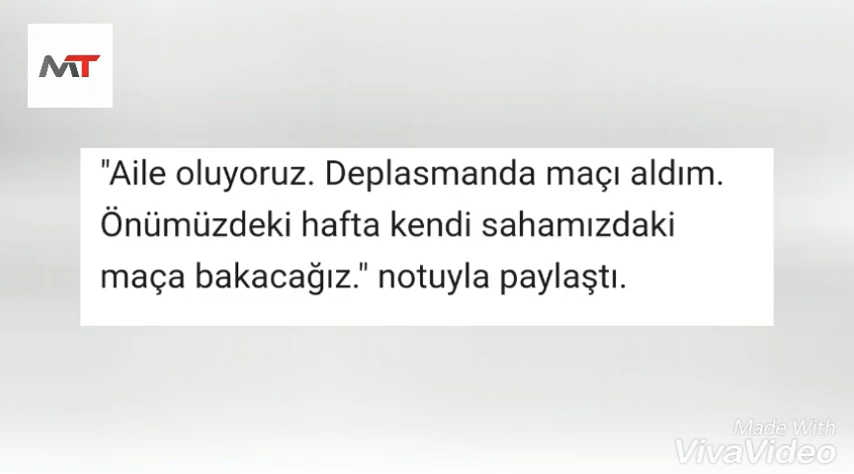 MT
"Aile oluyoruz. Deplasmanda maçı aldım.
Önümüzdeki hafta kendi sahamızdaki
maça bakacağız." notuyla paylaştı.
Made With
VivaVideo